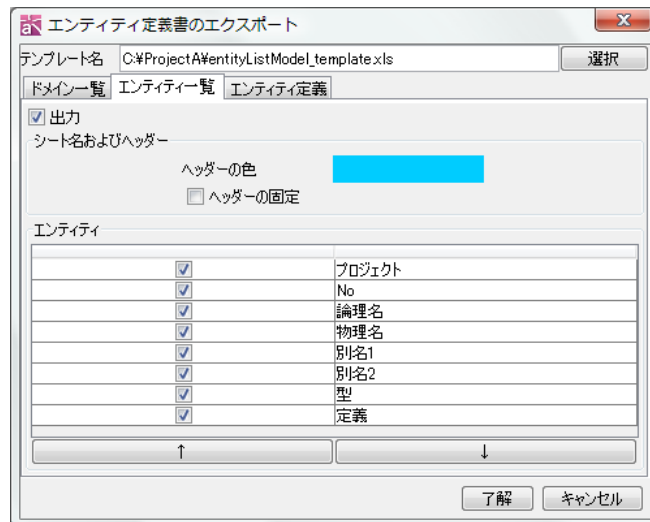 エンティティ定義書のエクスポート
テンプレート名 C:¥ProjectA¥entityListModel_template.xls 選択
ドメイン一覧 エンティティ一覧 エンティティ定義
出力
シート名およびヘッダー
ヘッダーの色
ヘッダーの固定
エンティティ
プロジェクト
No
論理名
物理名
別名1
別名2
型
定義
↑ ↓
了解 キャンセル